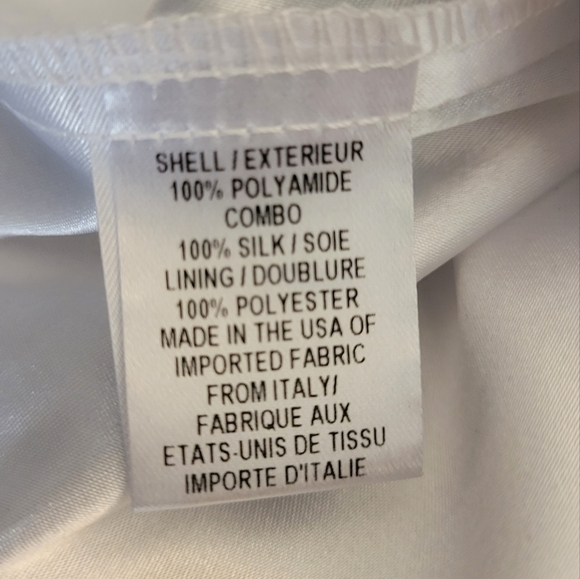 SHELL / EXTERIEUR
100% POLYAMIDE
COMBO
100% SILK / SOIE
LINING / DOUBLURE
100% POLYESTER
MADE IN THE USA OF
IMPORTED FABRIC
FROM ITALY/
FABRIQUE AUX
ETATS-UNIS DE TISSU
IMPORTE D'ITALIE